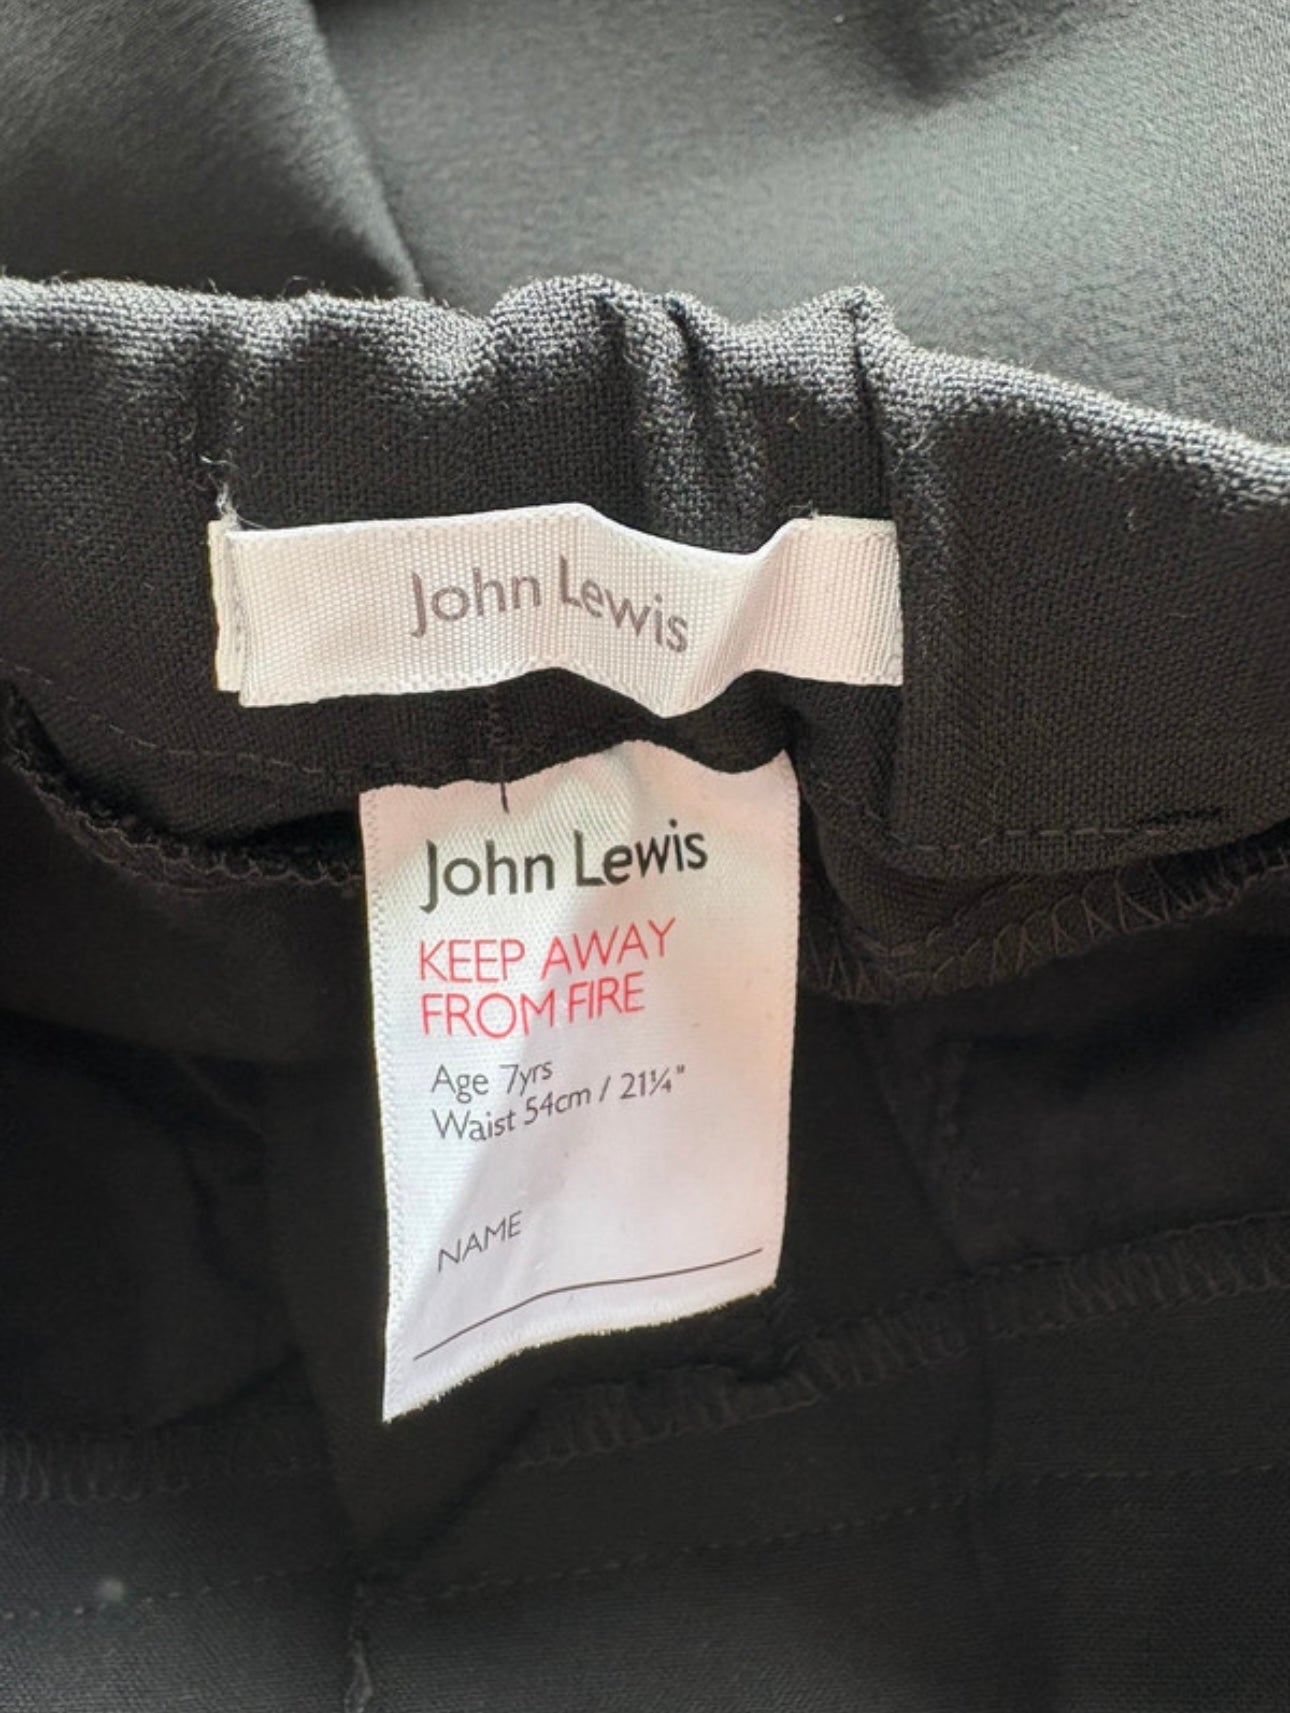 John Lewis
John Lewis
KEEP AWAY
FROM FIRE
Age 7yrs
Waist 54cm / 21¼"
NAME